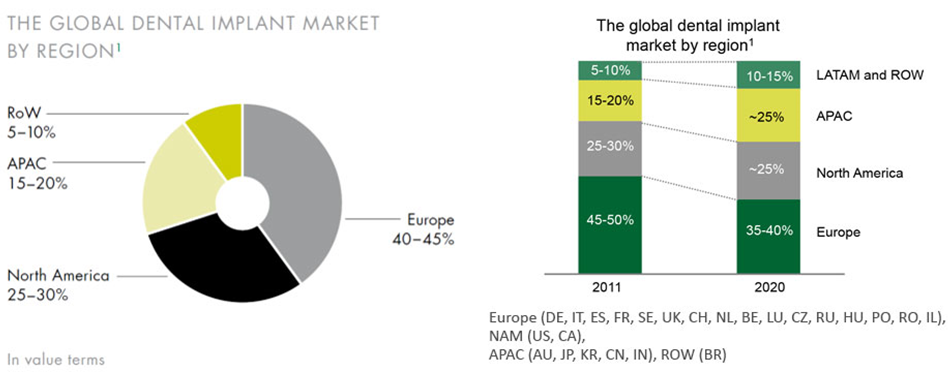 THE GLOBAL DENTAL IMPLANT MARKET
BY REGION¹
RoW
5–10%
APAC
15–20%
North America
25–30%
Europe
40–45%
In value terms
The global dental implant
market by region¹
5-10%
15-20%
25-30%
45-50%
10-15%
~25%
~25%
35-40%
LATAM and ROW
APAC
North America
Europe
2011
2020
Europe (DE, IT, ES, FR, SE, UK, CH, NL, BE, LU, CZ, RU, HU, PO, RO, IL),
NAM (US, CA),
APAC (AU, JP, KR, CN, IN), ROW (BR)